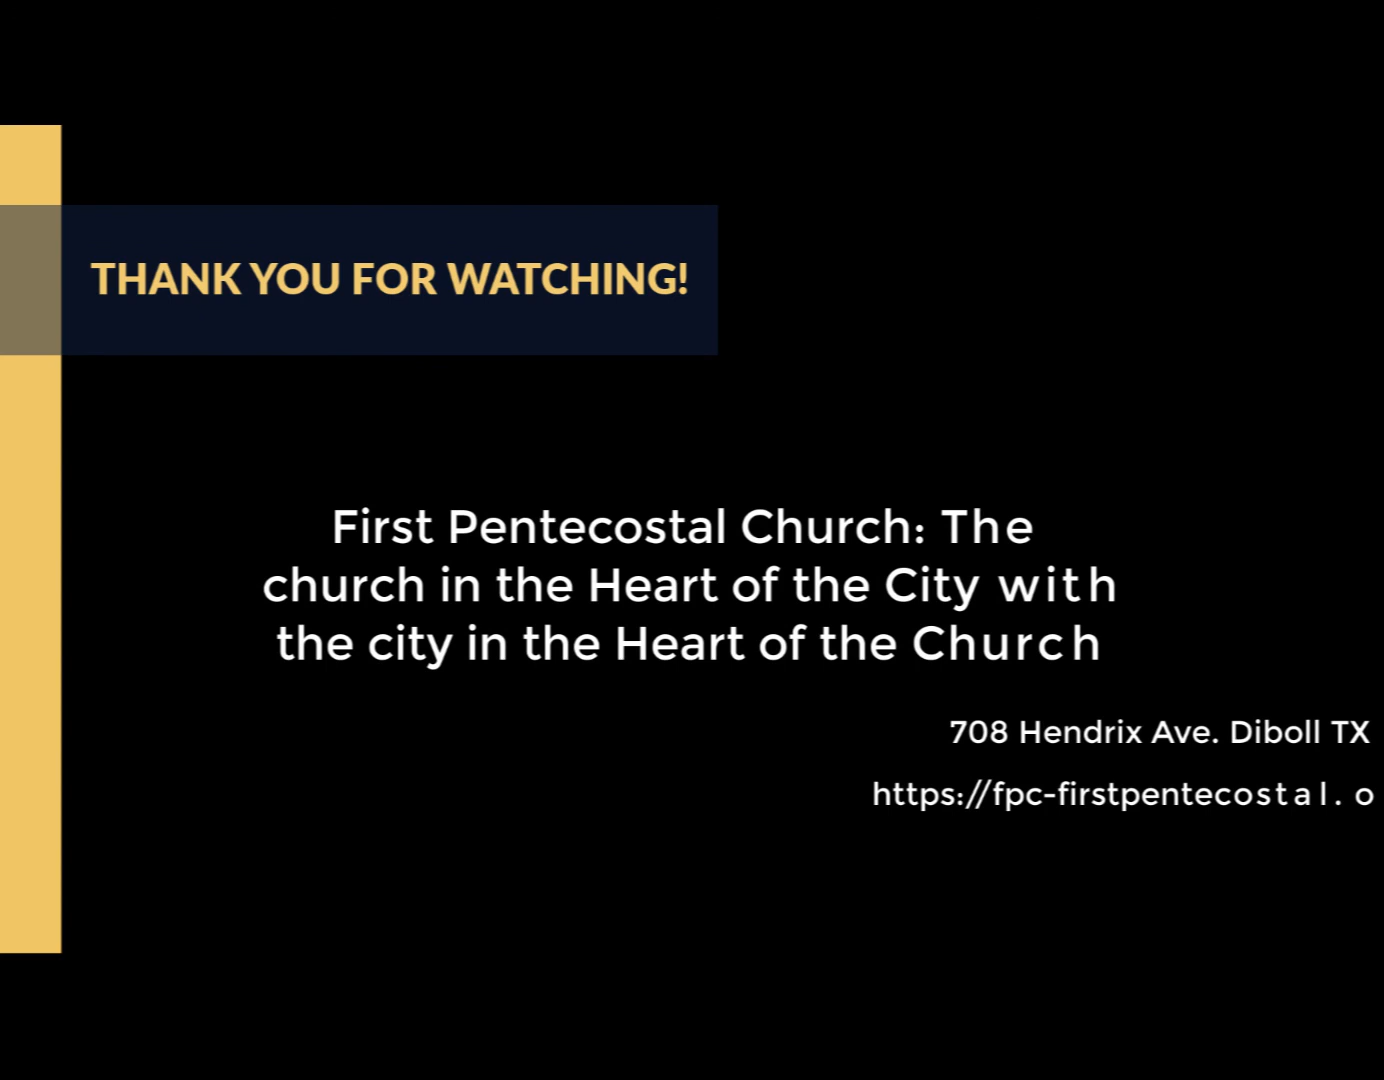 THANK YOU FOR WATCHING!
First Pentecostal Church: The
church in the Heart of the City with
the city in the Heart of the Church
708 Hendrix Ave. Diboll TX
https://fpc-firstpentecostal.o